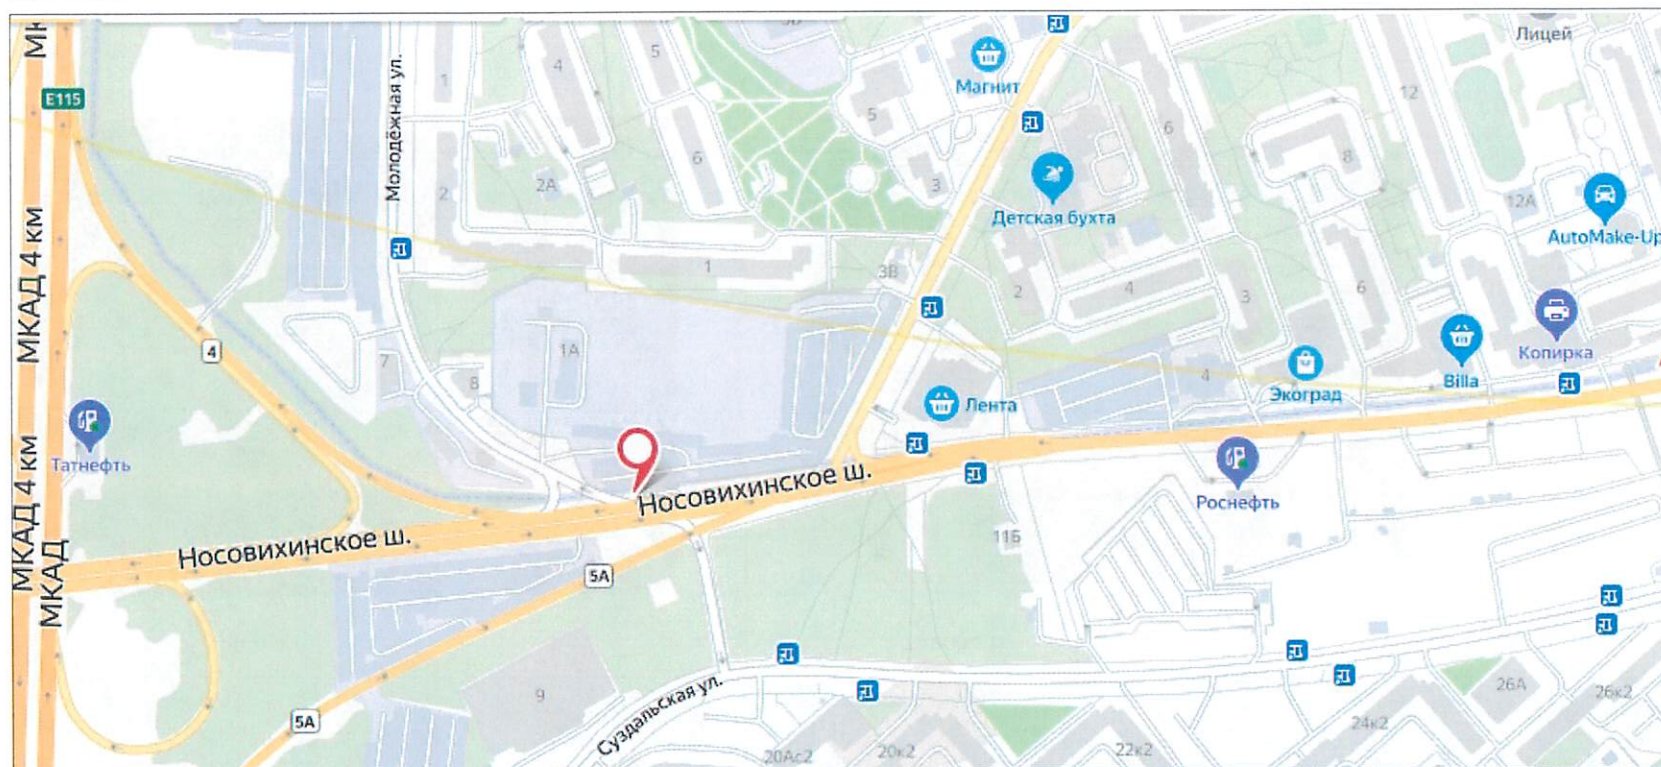 МК
E115
МКАД 4 км
МКАД 4 км
МКАД
4
Татнефть
Носовихинское ш.
Молодёжная ул.
1
2
4
2А
5
6
1
7
8
1А
Носовихинское ш.
5А
5А
9
Суздальская ул.
Магнит
5
3
3В
Детская бухта
6
2
4
3
8
6
12
12А
Лицей
AutoMake-Up
Копирка
Billa
Экоград
4
Лента
Роснефть
11Б
20Ас2
20к2
22к2
24к2
26А
26к2